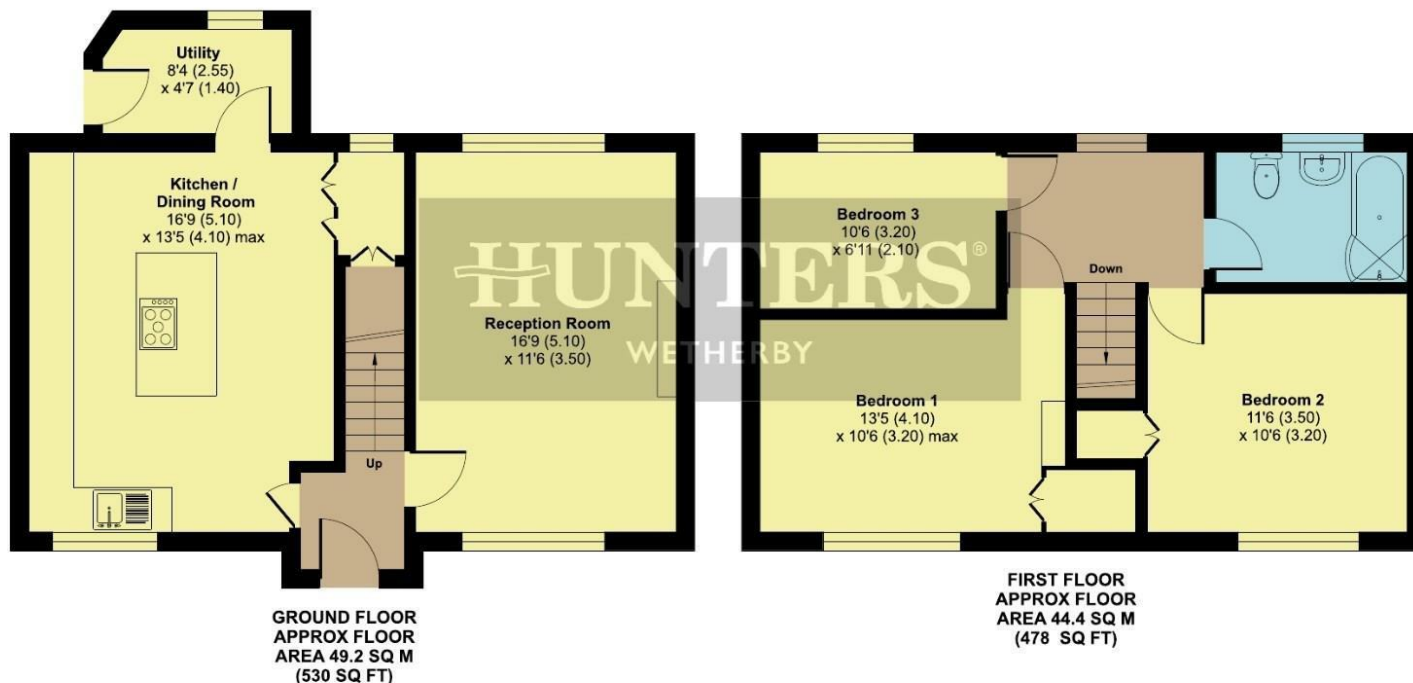 Utility
8'4 (2.55)
x 4'7 (1.40)
Kitchen /
Dining Room
16'9 (5.10)
x 13'5 (4.10) max
Reception Room
16'9 (5.10)
x 11'6 (3.50)
Up
GROUND FLOOR
APPROX FLOOR
AREA 49.2 SQ M
(530 SQ FT)
HUNTERS®
WETHERBY
Bedroom 3
10'6 (3.20)
x 6'11 (2.10)
Down
Bedroom 1
13'5 (4.10)
x 10'6 (3.20) max
Bedroom 2
11'6 (3.50)
x 10'6 (3.20)
FIRST FLOOR
APPROX FLOOR
AREA 44.4 SQ M
(478 SQ FT)